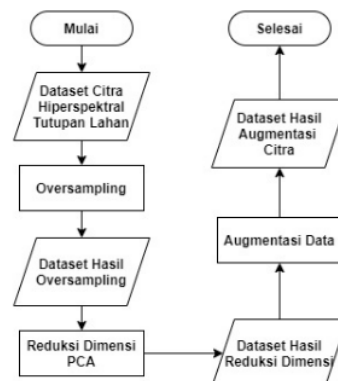 Mulai
Dataset Citra
Hiperspektral
Tutupan Lahan
Oversampling
Dataset Hasil
Oversampling
Reduksi Dimensi
PCA
Dataset Hasil
Reduksi Dimensi
Augmentasi Data
Dataset Hasil
Augmentasi
Citra
Selesai